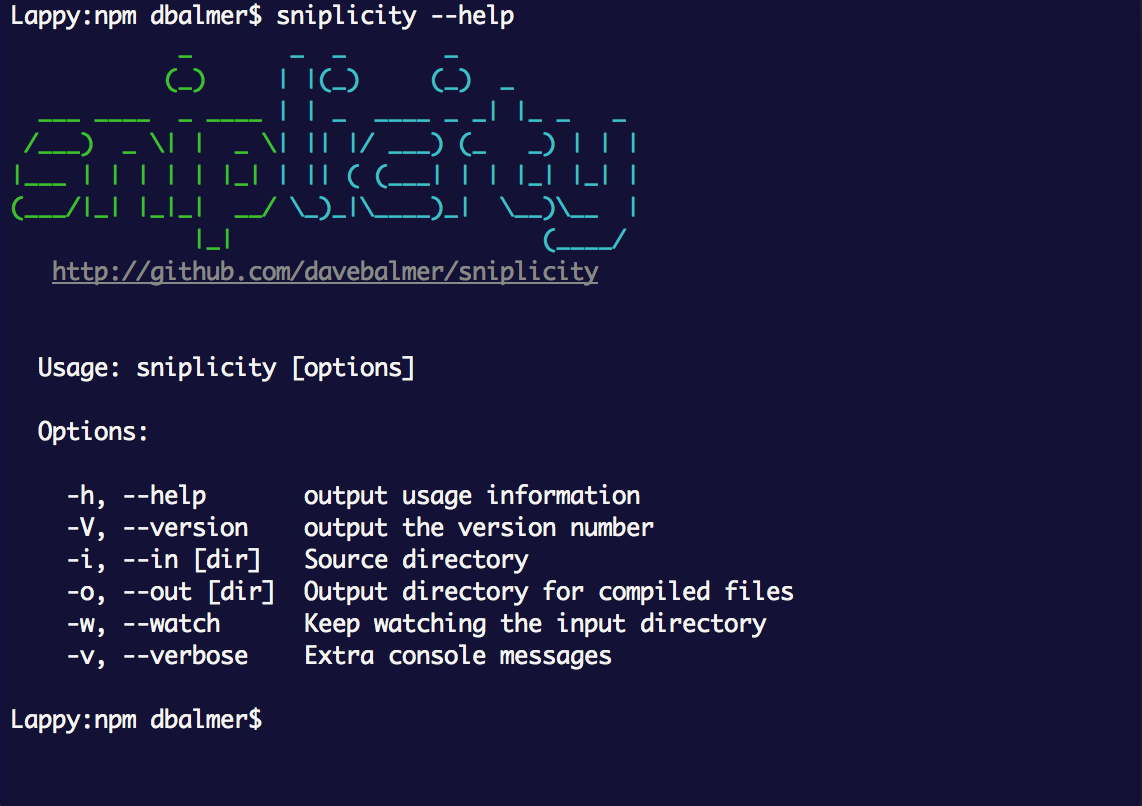 Lappy:npm dbalmer$ sniplicity --help
sniplicity
http://github.com/davebalmer/sniplicity
Usage: sniplicity [options]
Options:
-h, --help output usage information
-V, --version output the version number
-i, --in [dir] Source directory
-o, --out [dir] Output directory for compiled files
-w, --watch Keep watching the input directory
-v, --verbose Extra console messages
Lappy:npm dbalmer$